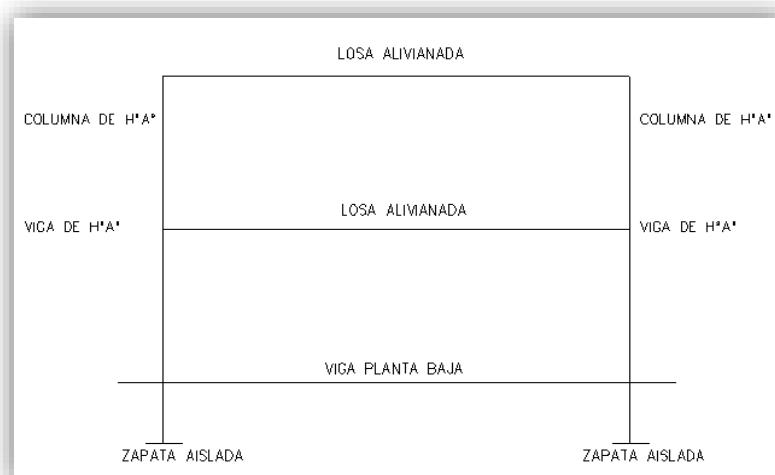 LOSA ALIVIANADA
COLUMNA DE H°A°
COLUMNA DE H°A°
LOSA ALIVIANADA
VIGA DE H°A°
VIGA DE H°A°
VIGA PLANTA BAJA
ZAPATA AISLADA
ZAPATA AISLADA